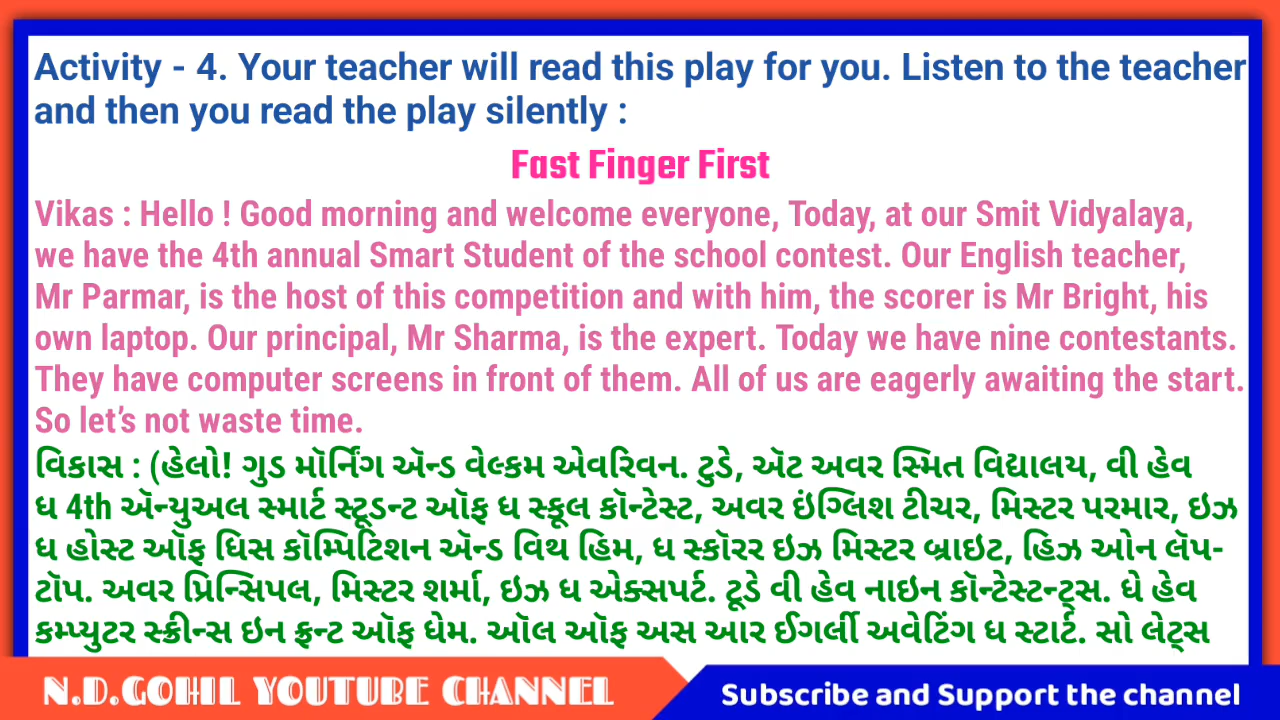 Activity - 4. Your teacher will read this play for you. Listen to the teacher
and then you read the play silently :
Fast Finger First
Vikas : Hello ! Good morning and welcome everyone, Today, at our Smit Vidyalaya,
we have the 4th annual Smart Student of the school contest. Our English teacher,
Mr Parmar, is the host of this competition and with him, the scorer is Mr Bright, his
own laptop. Our principal, Mr Sharma, is the expert. Today we have nine contestants.
They have computer screens in front of them. All of us are eagerly awaiting the start.
So let’s not waste time.
વિકાસ : (હેલો! ગુડ મૉર્નિંગ ઍન્ડ વેલ્કમ એવરિવન. ટુડે, ઍટ અવર સ્મિત વિદ્યાલય, વી હેવ
ધ 4th ઍન્યુઅલ સ્માર્ટ સ્ટૂડન્ટ ઑફ ધ સ્કૂલ કૉન્ટેસ્ટ, અવર ઇંગ્લિશ ટીચર, મિસ્ટર પરમાર, ઇઝ
ધ હોસ્ટ ઑફ ધિસ કૉમ્પિટિશન ઍન્ડ વિથ હિમ, ધ સ્કૉરર ઇઝ મિસ્ટર બ્રાઇટ, હિઝ ઓન લૅપ-
ટૉપ. અવર પ્રિન્સિપલ, મિસ્ટર શર્મા, ઇઝ ધ એક્સપર્ટ. ટૂડે વી હેવ નાઇન કૉન્ટેસ્ટન્ટ્સ. ધે હેવ
કમ્પ્યુટર સ્ક્રીન્સ ઇન ફ્રન્ટ ઑફ ધેમ. ઑલ ઑફ અસ આર ઈગર્લી અવેટિંગ ધ સ્ટાર્ટ. સો લેટ્સ
N.D.GOHIL YOUTUBE CHANNEL
Subscribe and Support the channel